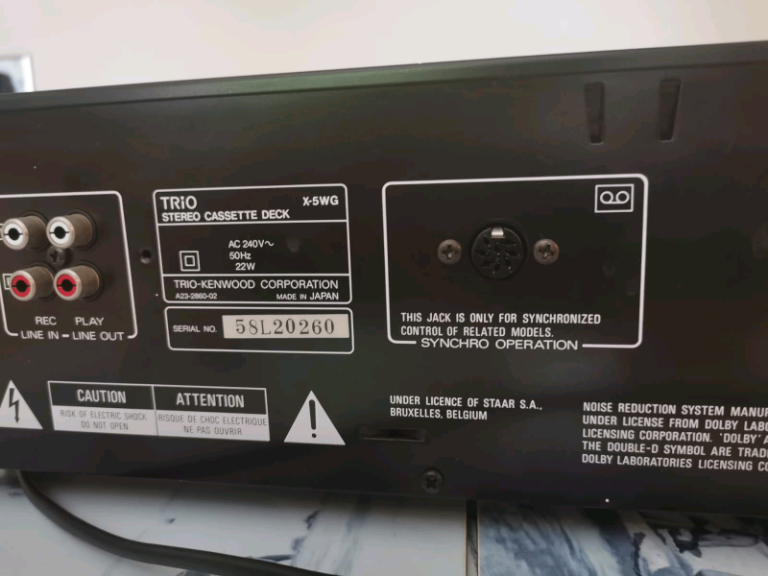 TRIO X-5WG
STEREO CASSETTE DECK
AC 240V~
50Hz
22W
TRIO-KENWOOD CORPORATION
A23-2860-02 MADE IN JAPAN
SERIAL NO. 58L20260
REC PLAY
LINE IN LINE OUT
THIS JACK IS ONLY FOR SYNCHRONIZED
CONTROL OF RELATED MODELS.
SYNCHRO OPERATION
CAUTION
RISK OF ELECTRIC SHOCK
DO NOT OPEN
ATTENTION
RISQUE DE CHOC ELECTRIQUE
NE PAS OUVRIR
UNDER LICENCE OF STAAR S.A.,
BRUXELLES, BELGIUM
NOISE REDUCTION SYSTEM MANU
UNDER LICENSE FROM DOLBY LABO
LICENSING CORPORATION. 'DOLBY' A
THE DOUBLE-D SYMBOL ARE TRAD
DOLBY LABORATORIES LICENSING CO